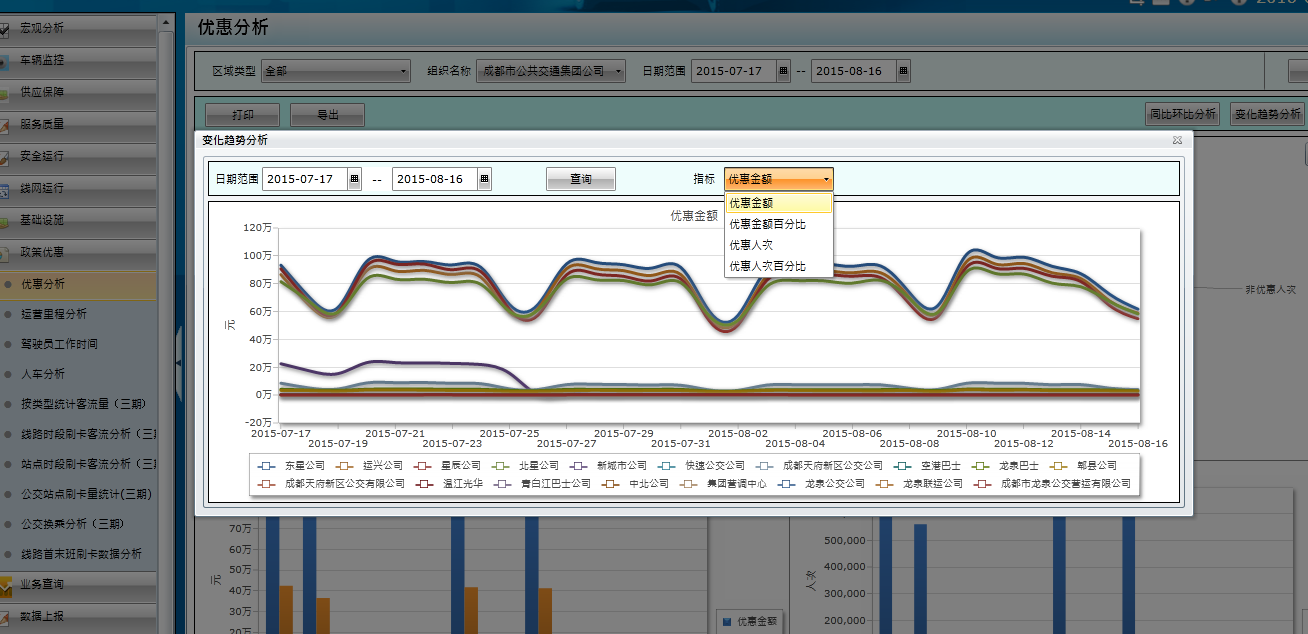 宏观分析
车辆监控
供应保障
服务质量
安全运行
线网运行
基础设施
政策优惠
优惠分析
运营里程分析
驾驶员工作时间
人车分析
按类型统计客流量（三期）
线路时段刷卡客流分析（三期
站点时段刷卡客流分析（三期
公交站点刷卡量统计(三期)
公交换乘分析（三期）
线路首末班刷卡数据分析
业务查询
数据上报
优惠分析
区域类型 全部 组织名称 成都市公共交通集团公司 日期范围 2015-07-17 -- 2015-08-16
打印 导出 同比环比分析 变化趋势分析
变化趋势分析
日期范围 2015-07-17 -- 2015-08-16 查询 指标 优惠金额
优惠金额
优惠金额百分比
优惠人次
优惠人次百分比
优惠金额
120万
100万
80万
60万
40万
20万
0万
-20万
元
2015-07-17 2015-07-21 2015-07-25 2015-07-29 2015-08-02 2015-08-06 2015-08-10 2015-08-14
2015-07-19 2015-07-23 2015-07-27 2015-07-31 2015-08-04 2015-08-08 2015-08-12 2015-08-16
东星公司 运兴公司 星辰公司 北星公司 新城市公司 快速公交公司 成都天府新区公交公司 空港巴士 龙泉巴士 郫县公司
成都天府新区公交有限公司 温江光华 青白江巴士公司 中北公司 集团营调中心 龙泉公交公司 龙泉联运公司 成都市龙泉公交营运有限公司
非优惠人次
70万
60万
50万
40万
30万
20万
元
优惠金额
500,000
400,000
300,000
200,000
人次